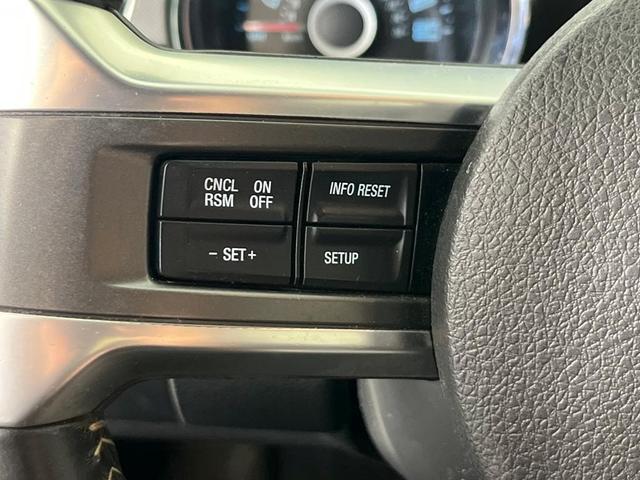 CNCL ON
RSM OFF
INFO RESET
- SET +
SETUP